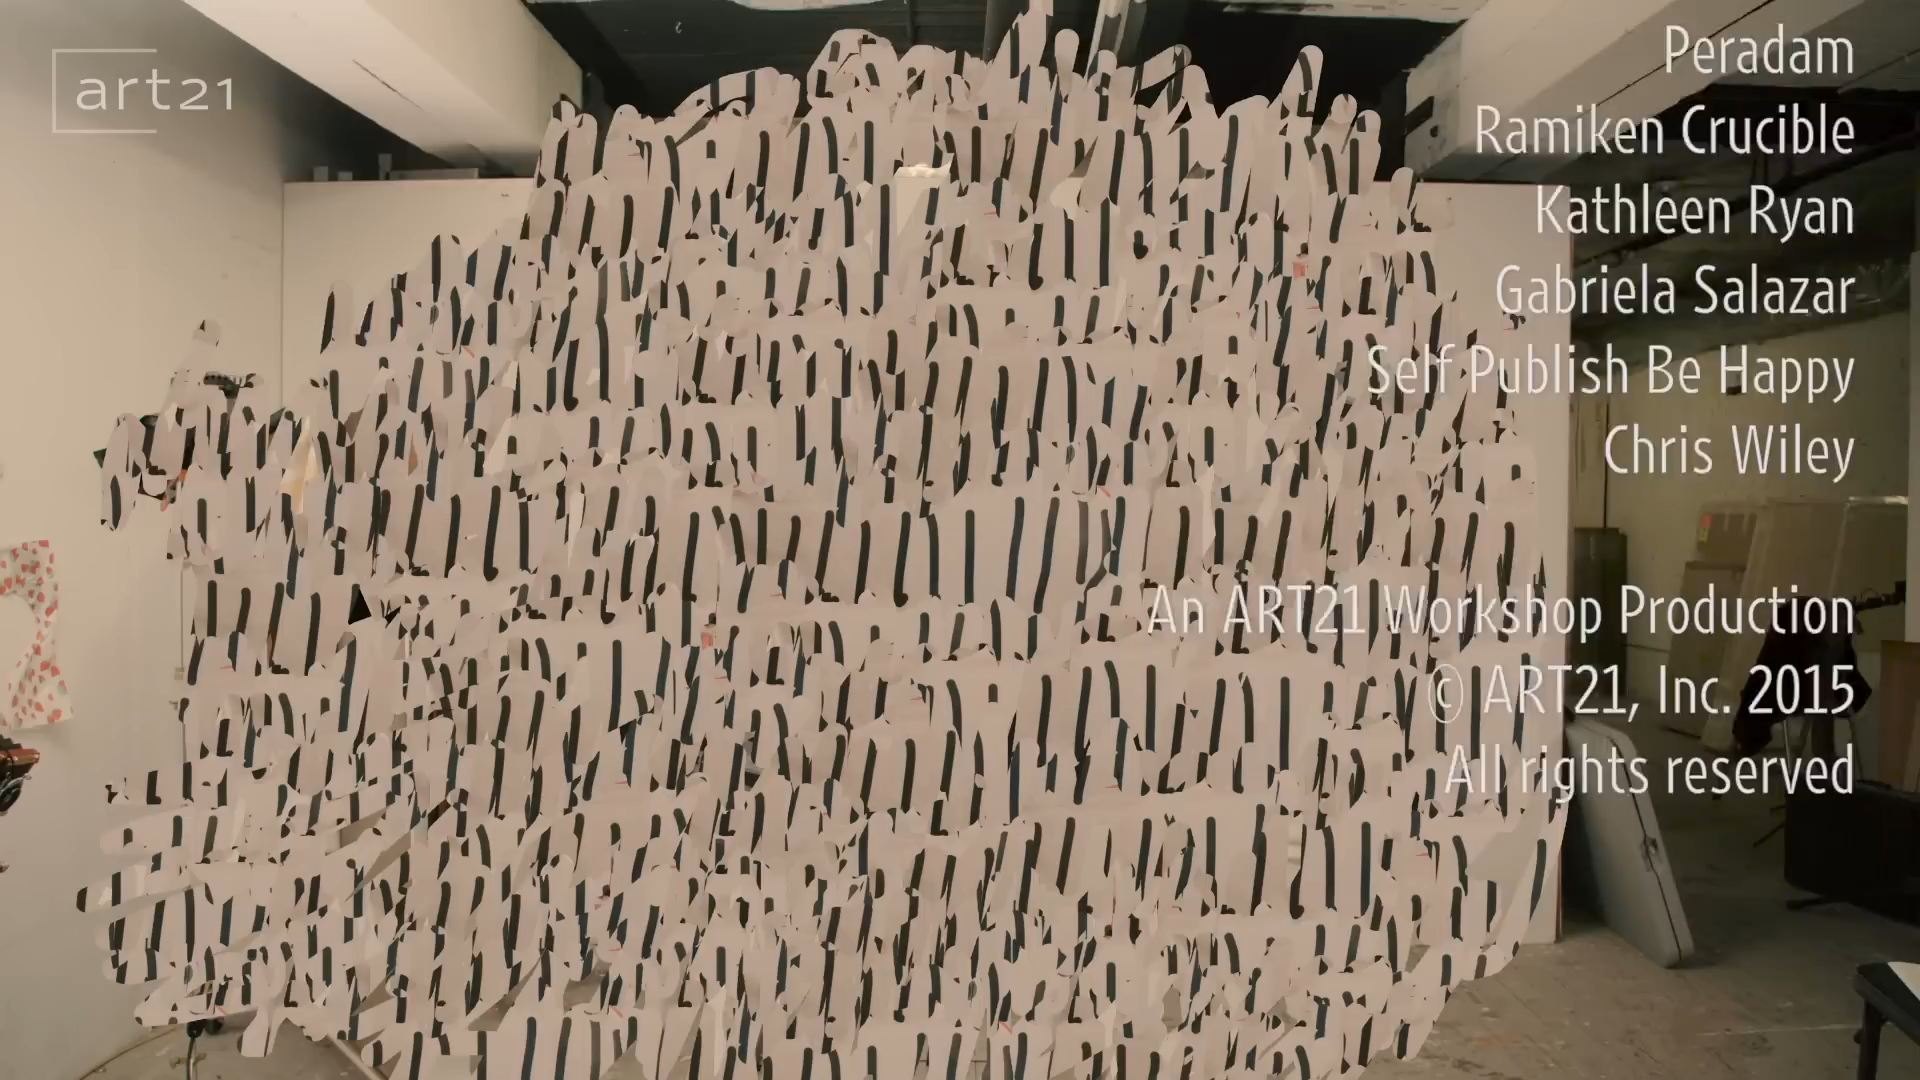 art21
Peradam
Ramiken Crucible
Kathleen Ryan
Gabriela Salazar
Self Publish Be Happy
Chris Wiley
An ART21 Workshop Production
© ART21, Inc. 2015
All rights reserved